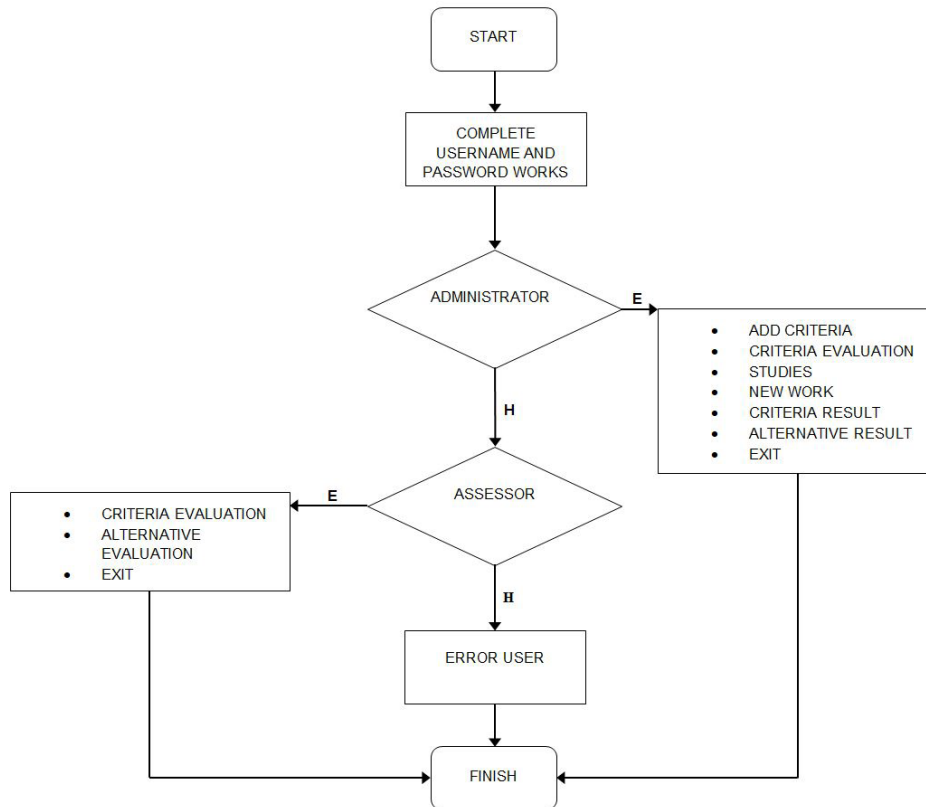 START
COMPLETE
USERNAME AND
PASSWORD WORKS
ADMINISTRATOR
E
• ADD CRITERIA
• CRITERIA EVALUATION
• STUDIES
• NEW WORK
• CRITERIA RESULT
• ALTERNATIVE RESULT
• EXIT
H
ASSESSOR
E
• CRITERIA EVALUATION
• ALTERNATIVE
EVALUATION
• EXIT
H
ERROR USER
FINISH